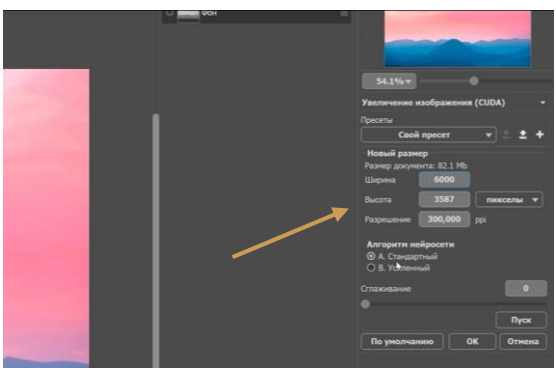 ФОН
54.1%
Увеличение изображения (CUDA)
Пресеты
Свой пресет
Новый размер
Размер документа: 82.1 Mb
Ширина 6000
Высота 3587 пикселы
Разрешение 300,000 ppi
Алгоритм нейросети
A. Стандартный
B. Усиленный
Сглаживание 0
Пуск
По умолчанию OK Отмена